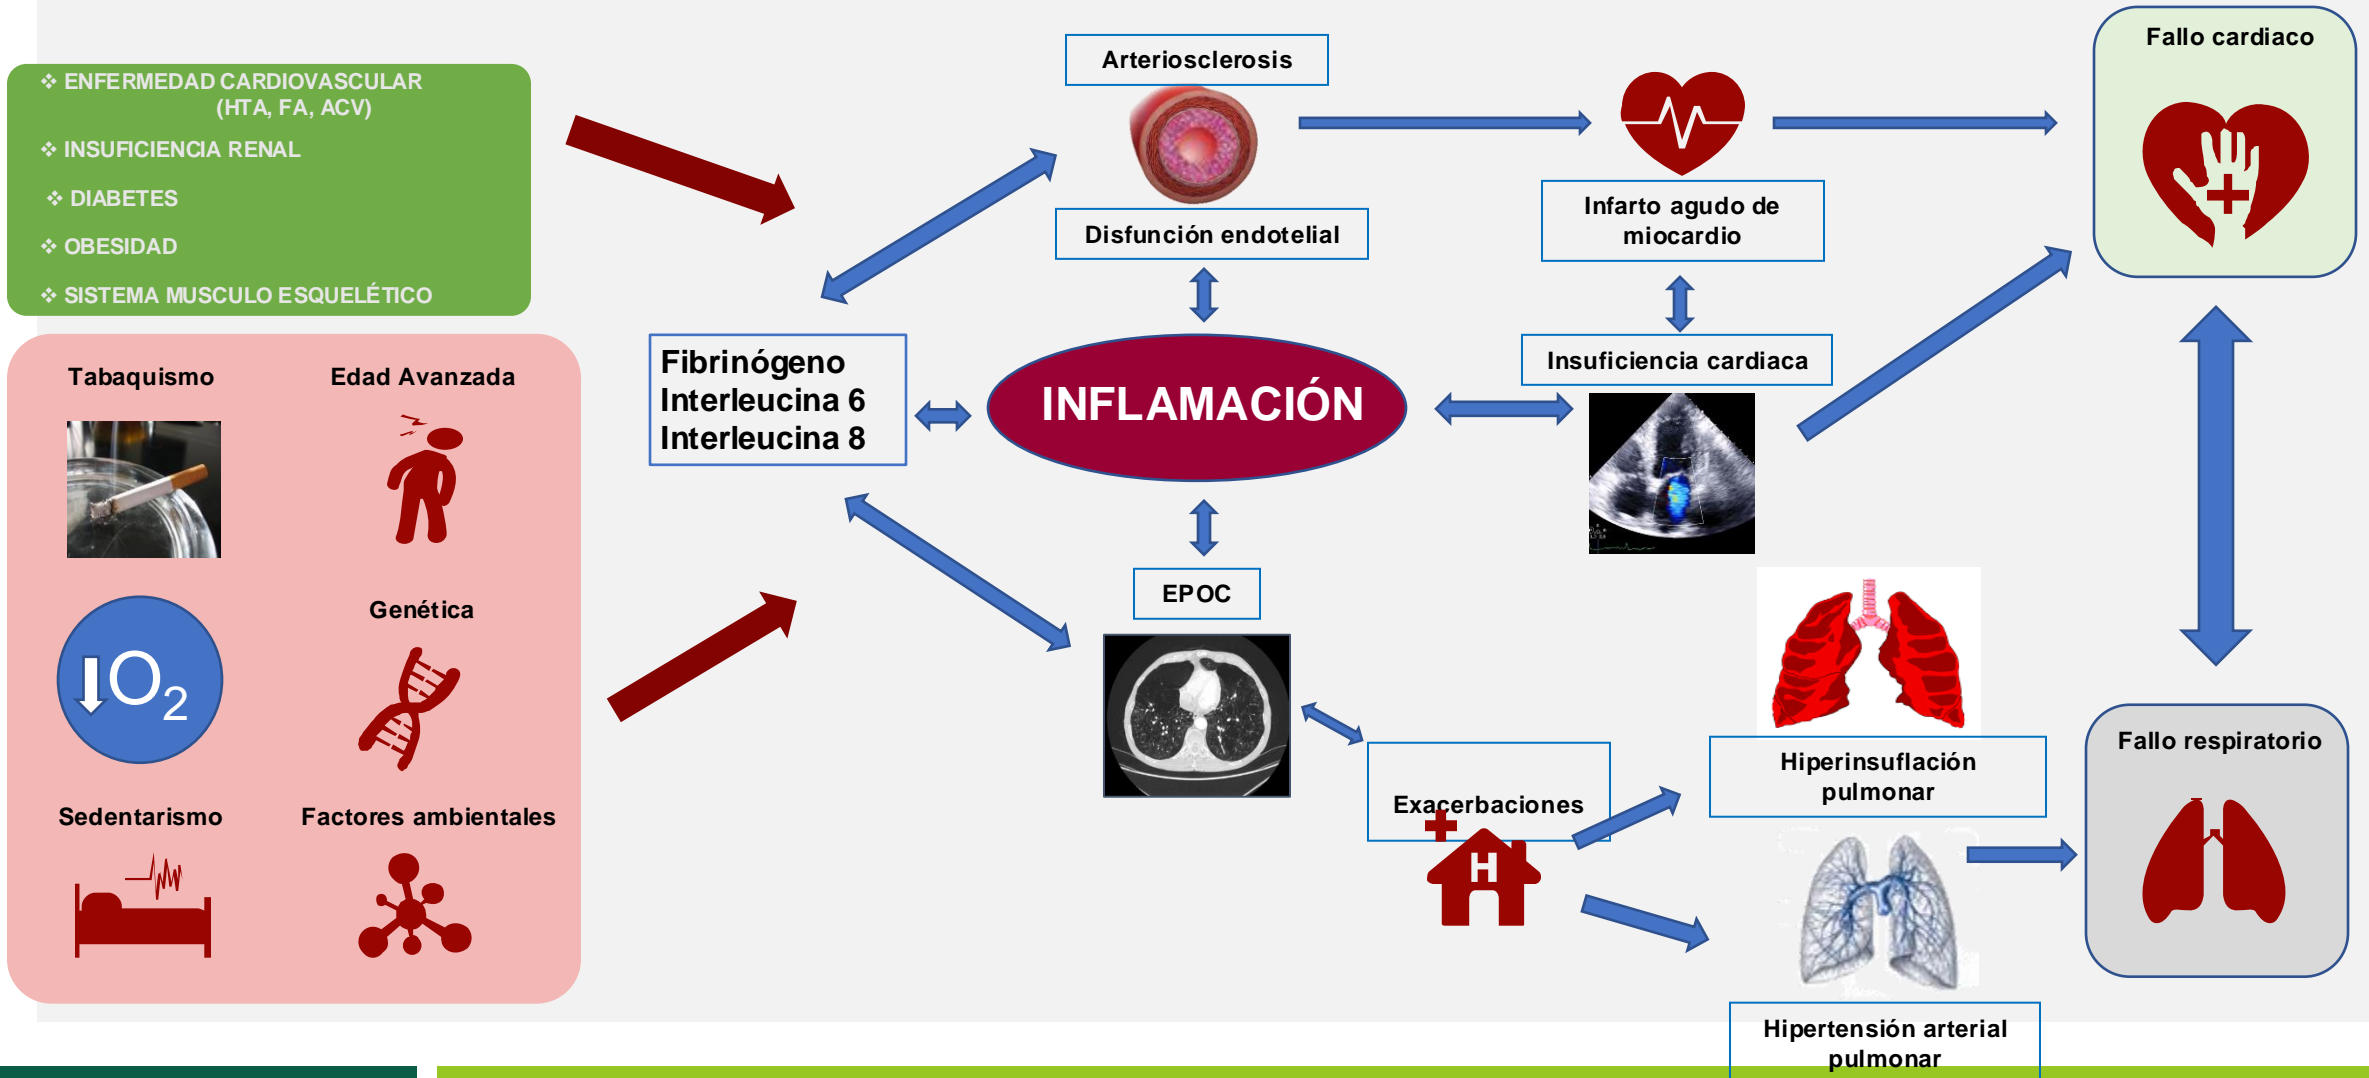 ❖ ENFERMEDAD CARDIOVASCULAR
(HTA, FA, ACV)
❖ INSUFICIENCIA RENAL
❖ DIABETES
❖ OBESIDAD
❖ SISTEMA MUSCULO ESQUELÉTICO
Tabaquismo
Edad Avanzada
O2
Genética
Sedentarismo
Factores ambientales
Fibrinógeno
Interleucina 6
Interleucina 8
Arteriosclerosis
Disfunción endotelial
INFLAMACIÓN
EPOC
Infarto agudo de
miocardio
Insuficiencia cardiaca
Exacerbaciones
H
Hiperinsuflación
pulmonar
Hipertensión arterial
pulmonar
Fallo cardiaco
Fallo respiratorio